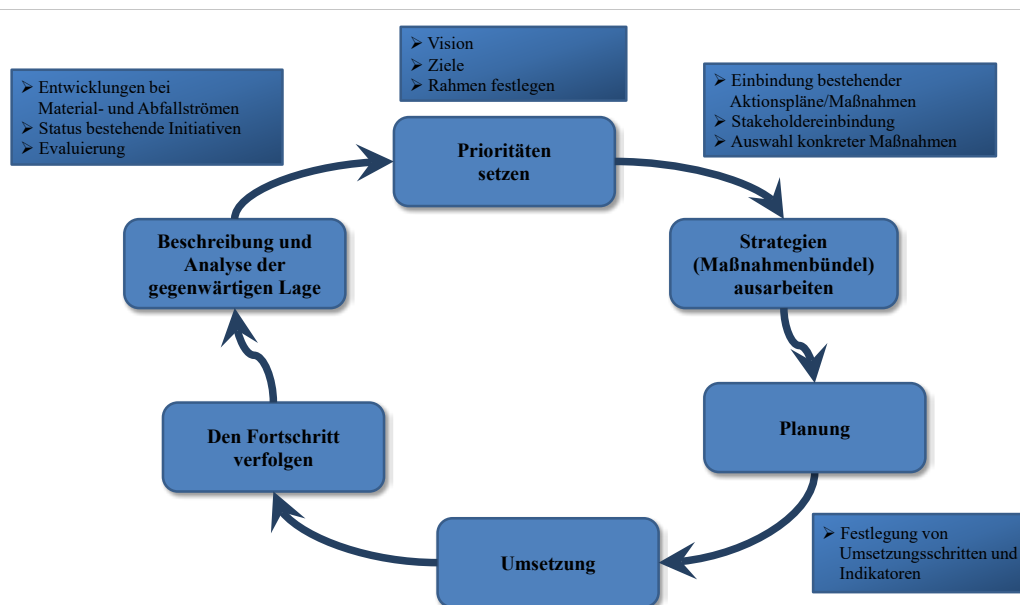 ➢ Vision
➢ Ziele
➢ Rahmen festlegen
➢ Entwicklungen bei
Material- und Abfallströmen
➢ Status bestehende Initiativen
➢ Evaluierung
➢ Einbindung bestehender
Aktionspläne/Maßnahmen
➢ Stakeholdereinbindung
➢ Auswahl konkreter Maßnahmen
Prioritäten
setzen
Beschreibung und
Analyse der
gegenwärtigen Lage
Strategien
(Maßnahmenbündel)
ausarbeiten
Den Fortschritt
verfolgen
Planung
Umsetzung
➢ Festlegung von
Umsetzungsschritten und
Indikatoren